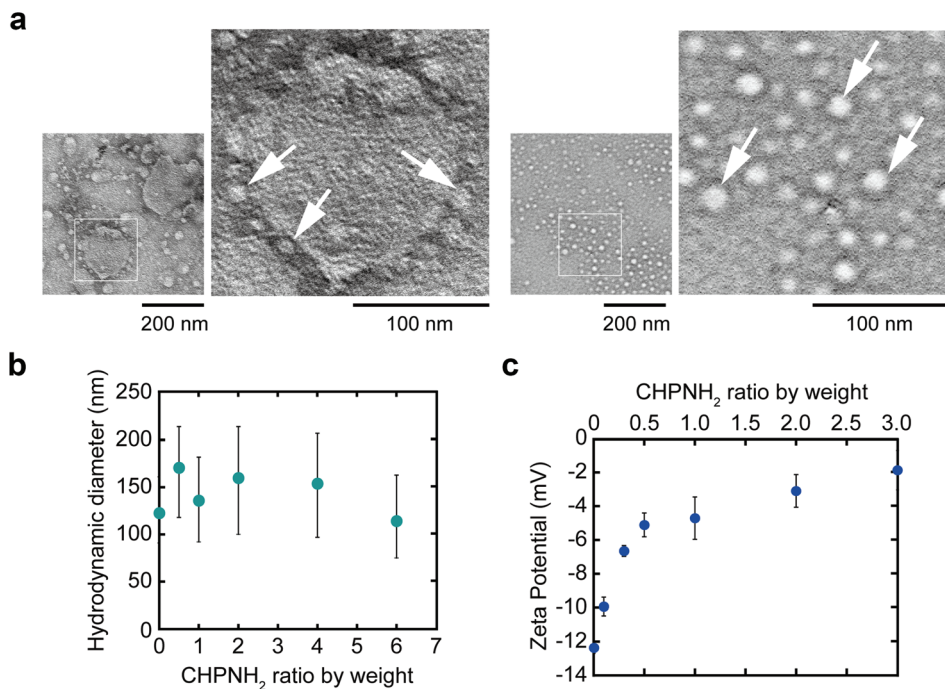 a
200 nm
100 nm
200 nm
100 nm
b
Hydrodynamic diameter (nm)
250
200
150
100
50
0
0 1 2 3 4 5 6 7
CHPNH₂ ratio by weight
c
CHPNH₂ ratio by weight
0 0.5 1.0 1.5 2.0 2.5 3.0
Zeta Potential (mV)
0
-2
-4
-6
-8
-10
-12
-14